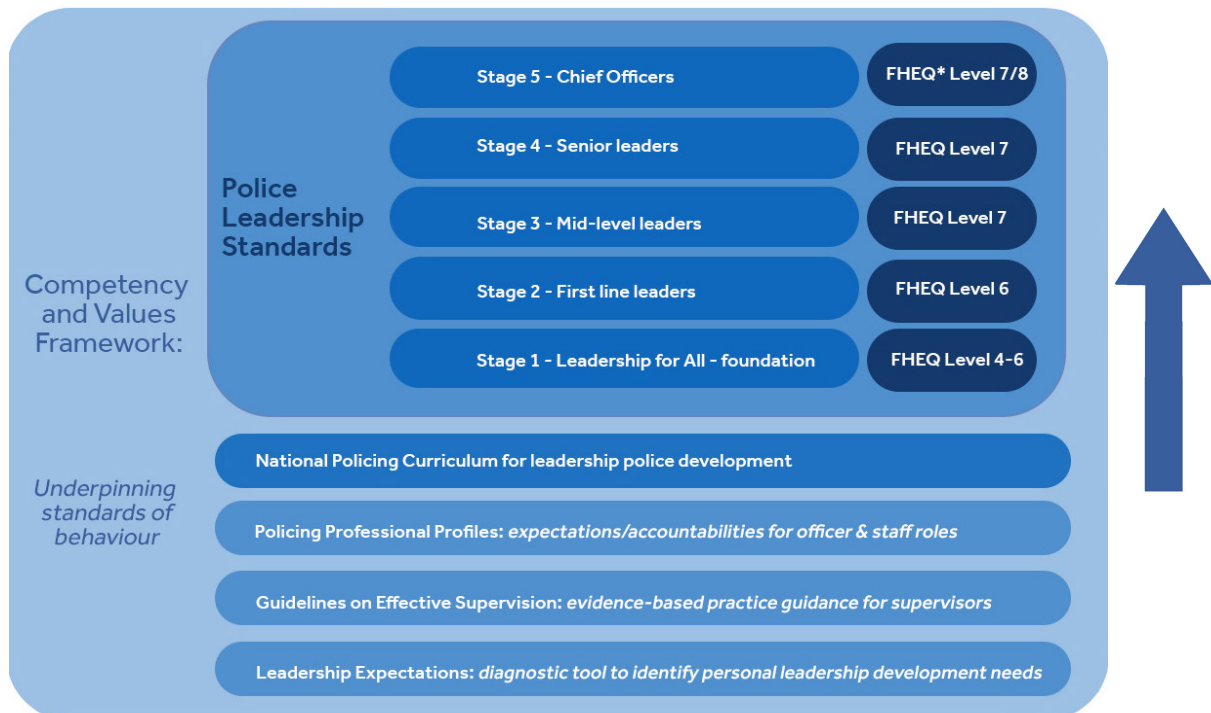 Competency
and Values
Framework:
Underpinning
standards of
behaviour
Police
Leadership
Standards
Stage 5 - Chief Officers
FHEQ* Level 7/8
Stage 4 - Senior leaders
FHEQ Level 7
Stage 3 - Mid-level leaders
FHEQ Level 7
Stage 2 - First line leaders
FHEQ Level 6
Stage 1 - Leadership for All - foundation
FHEQ Level 4-6
National Policing Curriculum for leadership police development
Policing Professional Profiles: expectations/accountabilities for officer & staff roles
Guidelines on Effective Supervision: evidence-based practice guidance for supervisors
Leadership Expectations: diagnostic tool to identify personal leadership development needs